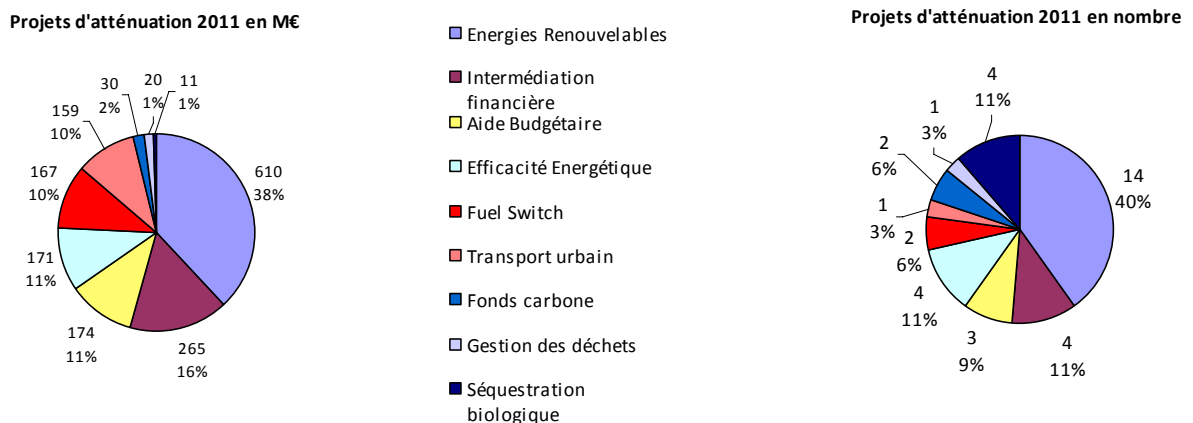 Projets d'atténuation 2011 en M€
30
2%
20
1%
11
1%
159
10%
167
10%
610
38%
171
11%
174
11%
265
16%
Energies Renouvelables
Intermédiation
financière
Aide Budgétaire
Efficacité Energétique
Fuel Switch
Transport urbain
Fonds carbone
Gestion des déchets
Séquestration
biologique
Projets d'atténuation 2011 en nombre
4
11%
1
3%
2
6%
14
40%
1
3%
2
6%
4
11%
3
9%
4
11%